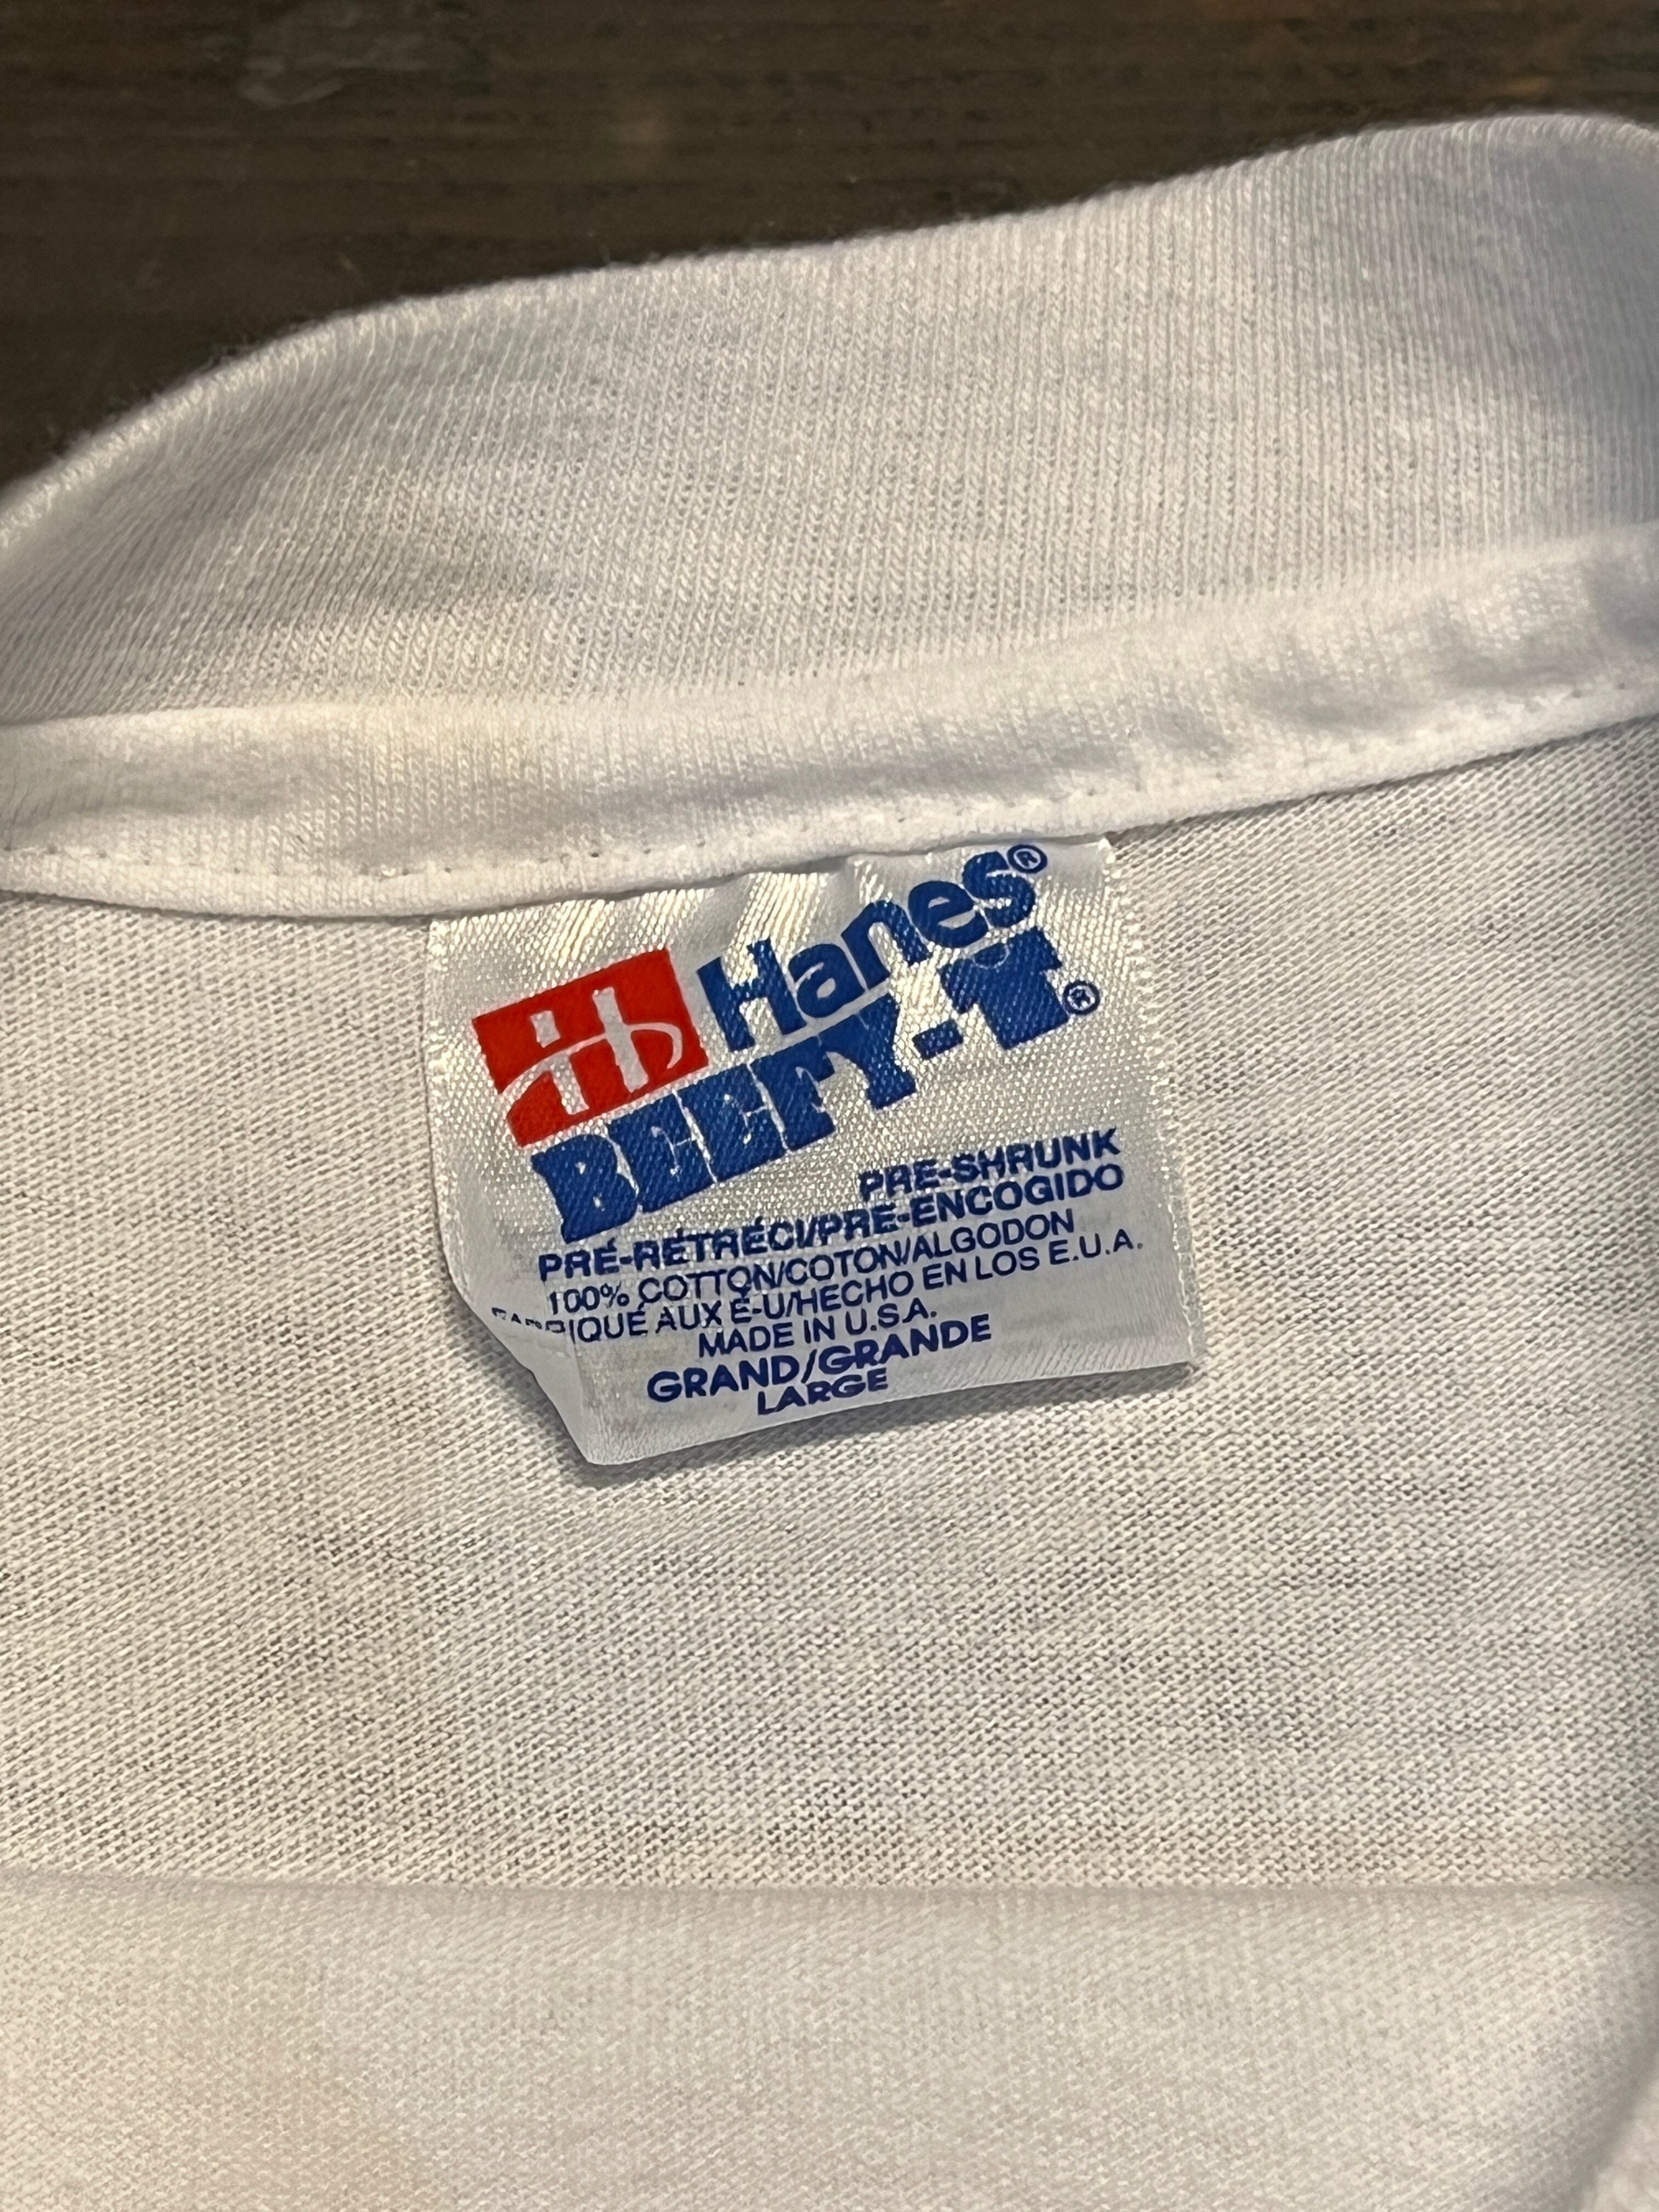 Hanes®
BEEFY-T®
PRE-SHRUNK
PRÉ-RÉTRÉCI/PRE-ENCOGIDO
100% COTTON/COTON/ALGODON
FABRIQUÉ AUX É-U/HECHO EN LOS E.U.A.
MADE IN U.S.A.
GRAND/GRANDE
LARGE